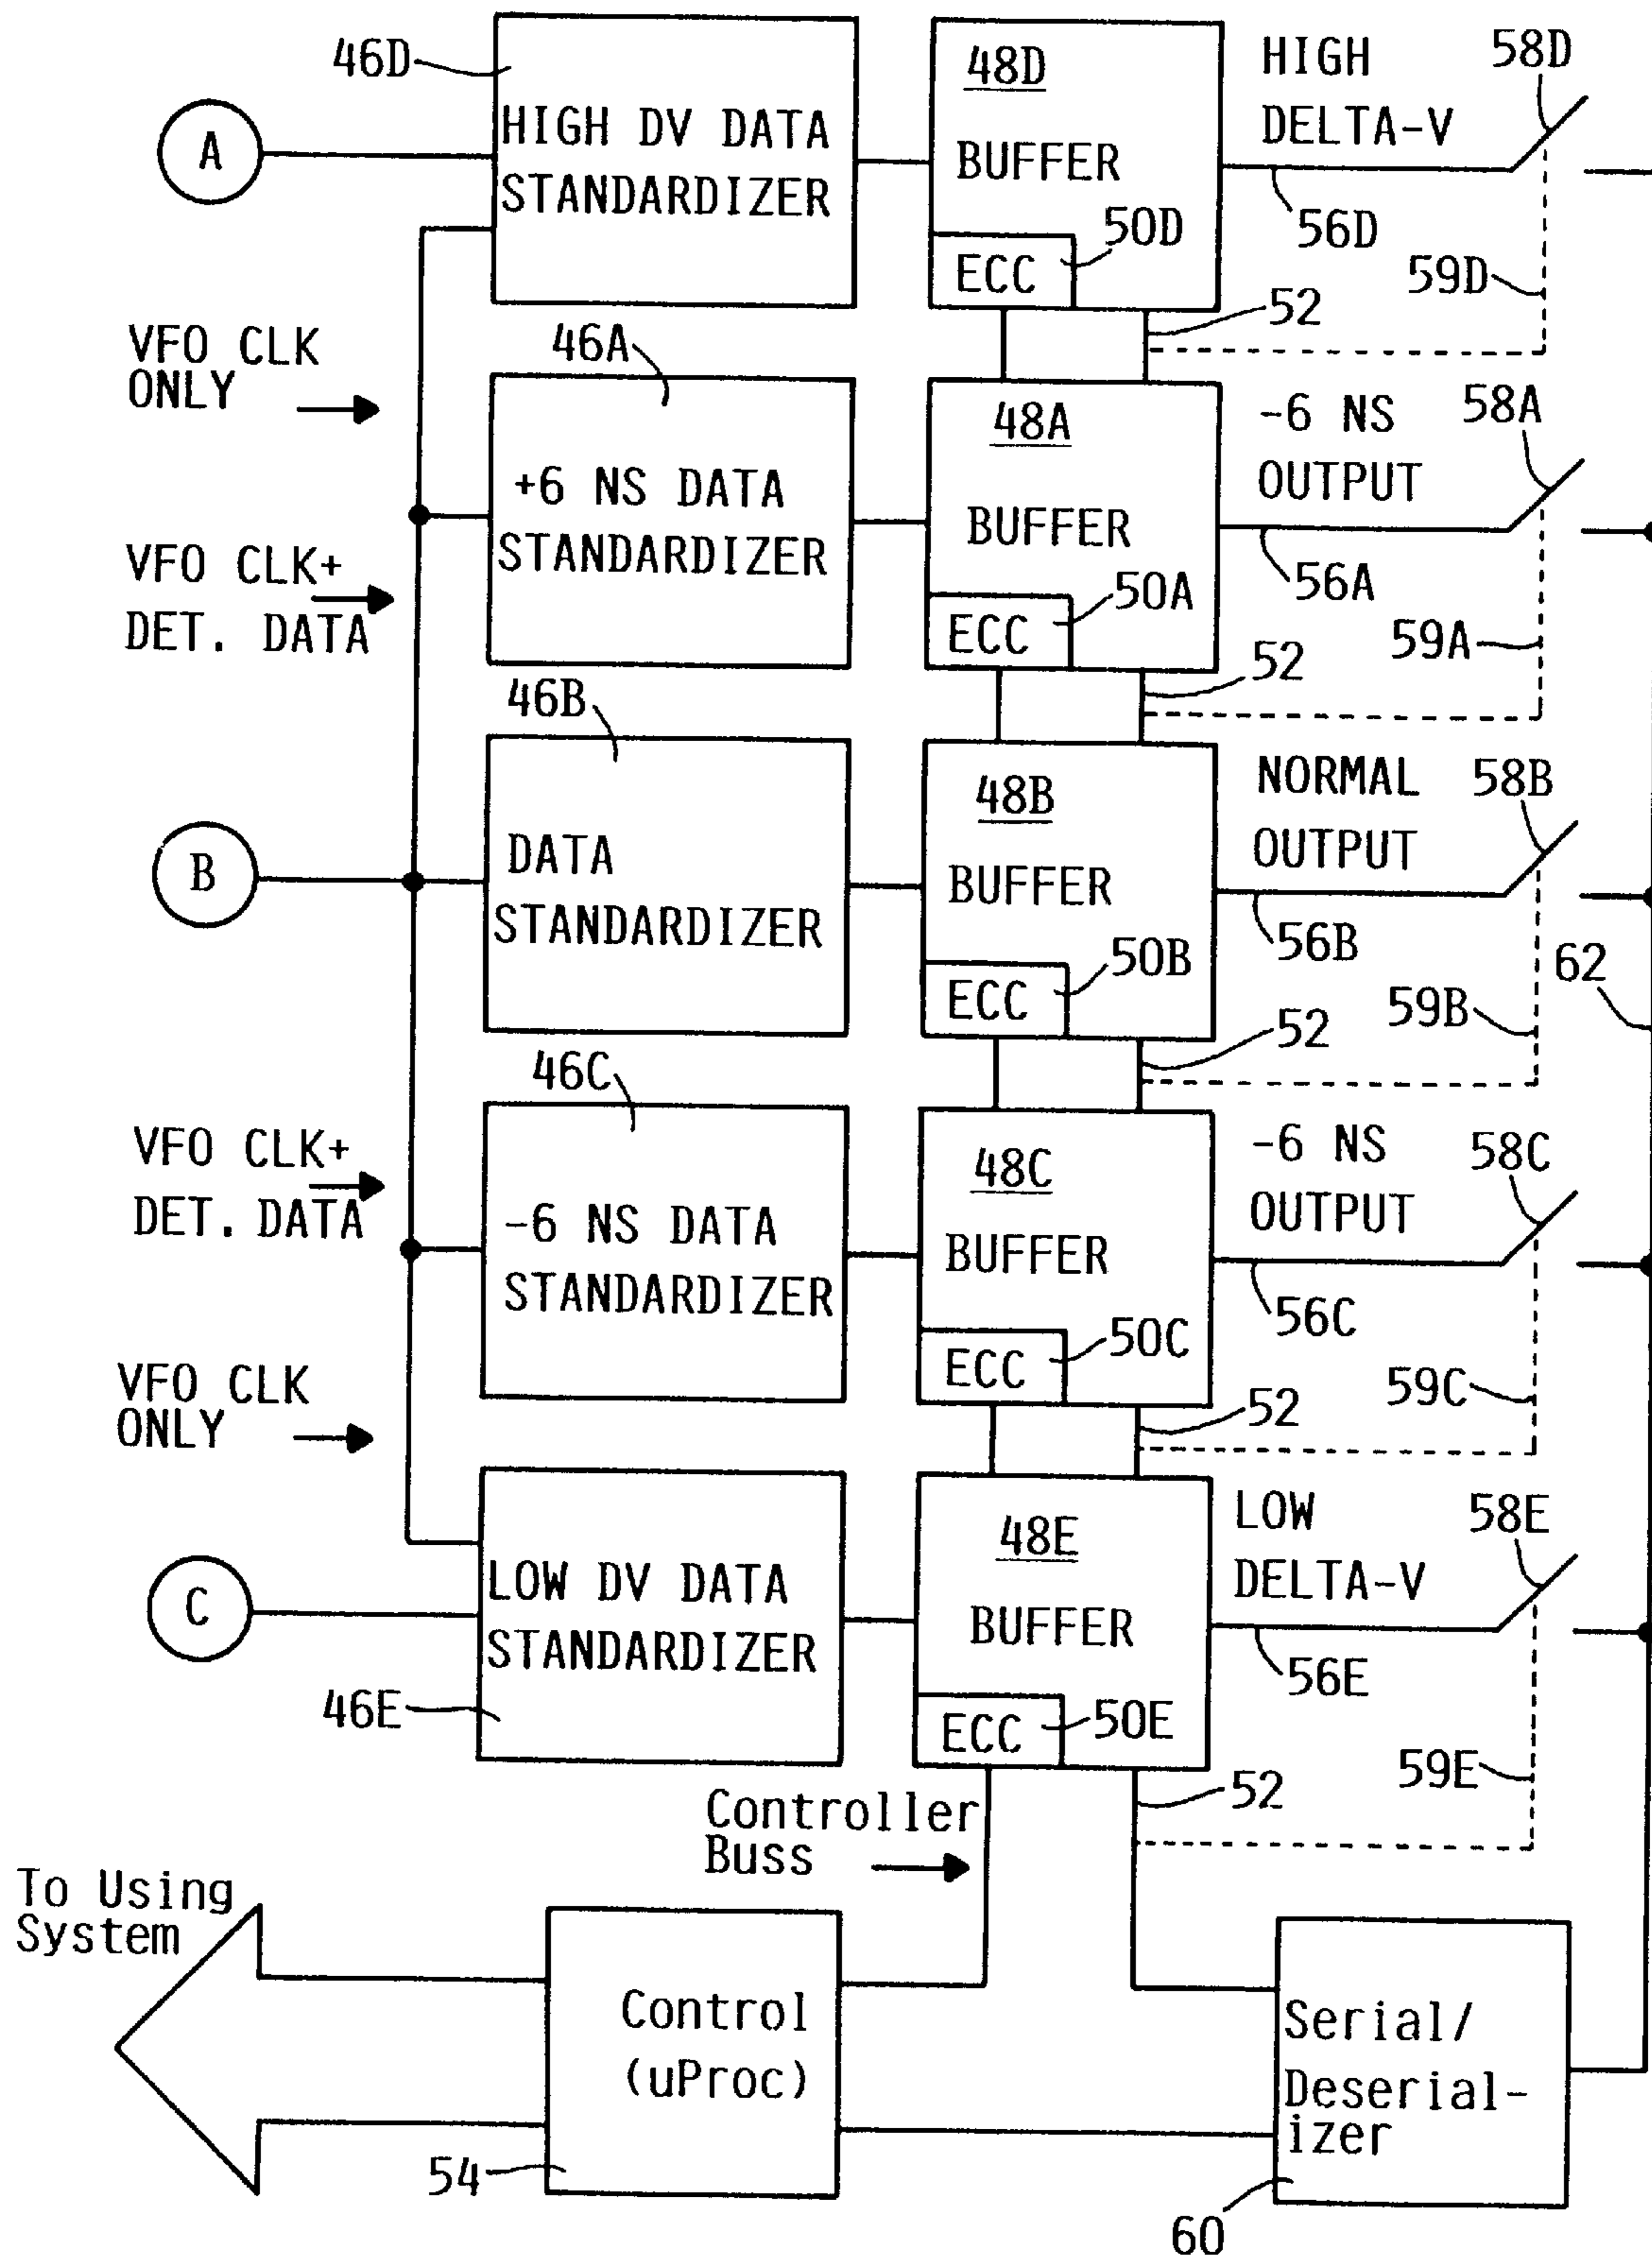 46D
HIGH DV DATA
STANDARDIZER
48D
BUFFER
50D
ECC
HIGH
DELTA-V
58D
56D
59D
52
A
VFO CLK
ONLY
46A
+6 NS DATA
STANDARDIZER
48A
BUFFER
50A
ECC
-6 NS
OUTPUT
58A
56A
59A
52
VFO CLK+
DET. DATA
46B
DATA
STANDARDIZER
48B
BUFFER
50B
ECC
NORMAL
OUTPUT
58B
56B
62
59B
52
B
46C
-6 NS DATA
STANDARDIZER
48C
BUFFER
50C
ECC
-6 NS
OUTPUT
58C
56C
59C
52
VFO CLK+
DET. DATA
VFO CLK
ONLY
LOW DV DATA
STANDARDIZER
46E
48E
BUFFER
50E
ECC
LOW
DELTA-V
58E
56E
59E
52
C
Controller
Buss
To Using
System
Control
(uProc)
54
Serial/
Deserial-
izer
60